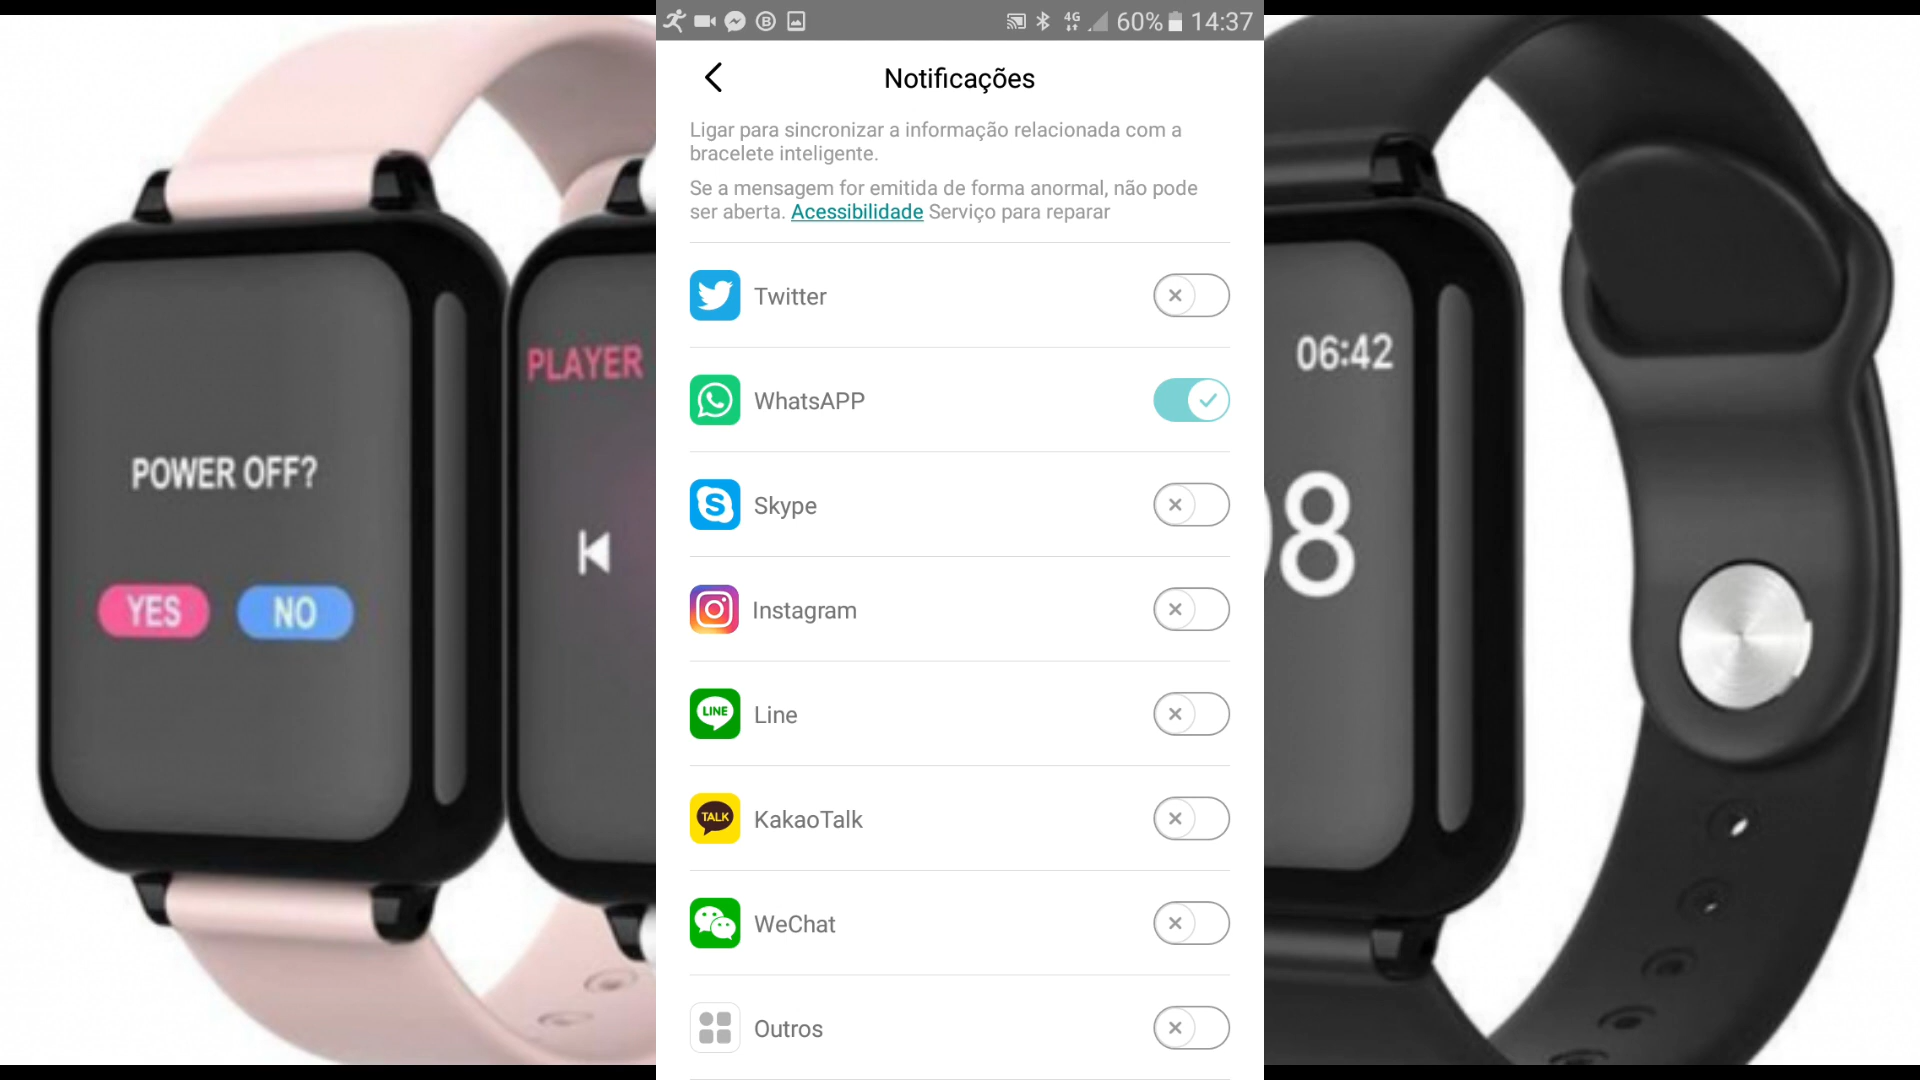 60% 14:37
4G
Notificações
Ligar para sincronizar a informação relacionada com a
bracelete inteligente.
Se a mensagem for emitida de forma anormal, não pode
ser aberta. Acessibilidade Serviço para reparar
Twitter
WhatsAPP
Skype
Instagram
LINE
Line
TALK
KakaoTalk
WeChat
Outros
POWER OFF?
YES NO
PLAYER
06:42
8